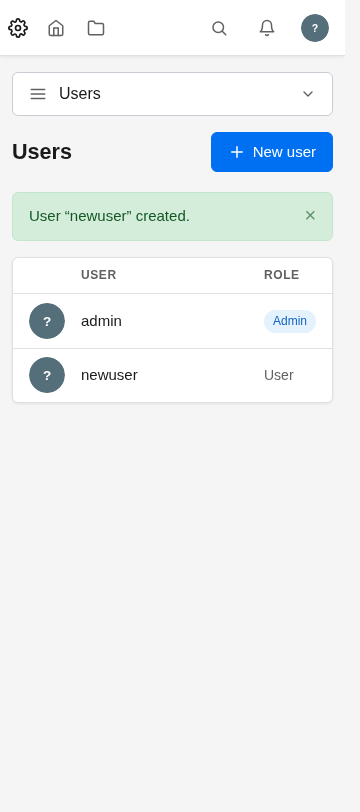 ?
Users
Users
New user
User “newuser” created.
USER ROLE
? admin Admin
? newuser User